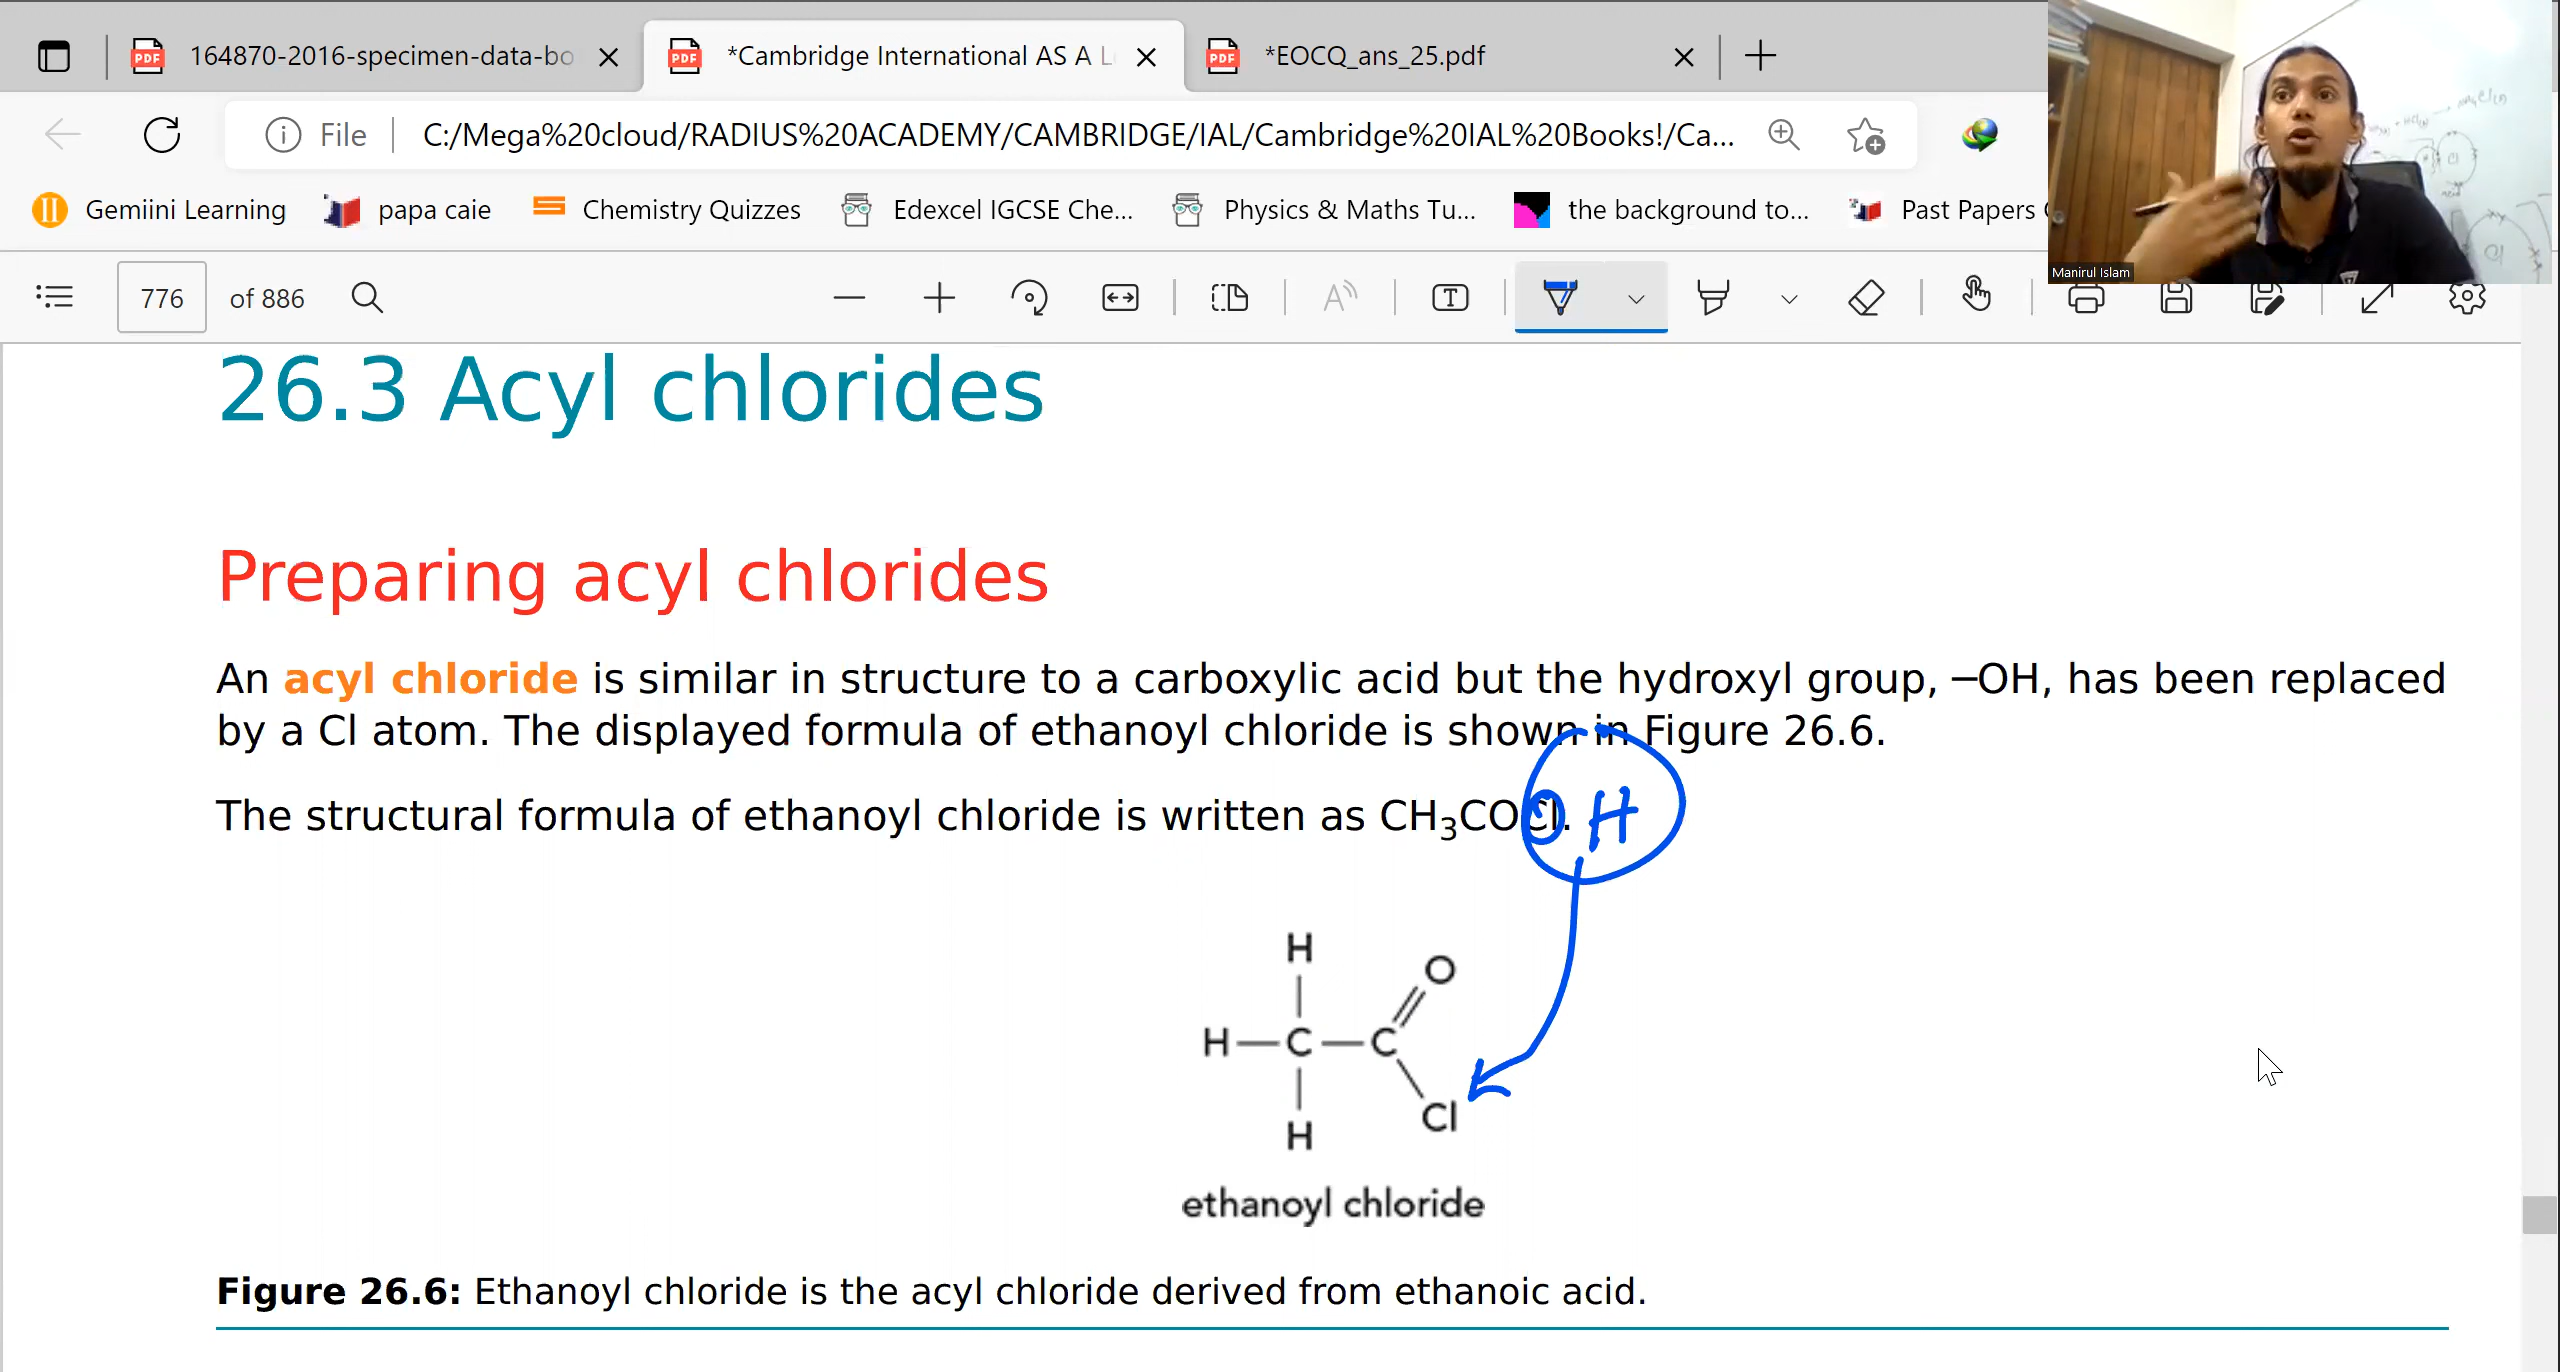 164870-2016-specimen-data-bo
*Cambridge International AS A L
*EOCQ_ans_25.pdf
File
C:/Mega%20cloud/RADIUS%20ACADEMY/CAMBRIDGE/IAL/Cambridge%20IAL%20Books!/Ca...
Gemiini Learning
papa caie
Chemistry Quizzes
Edexcel IGCSE Che...
Physics & Maths Tu...
the background to...
Past Papers
Manirul Islam
776 of 886
26.3 Acyl chlorides
Preparing acyl chlorides
An acyl chloride is similar in structure to a carboxylic acid but the hydroxyl group, –OH, has been replaced
by a Cl atom. The displayed formula of ethanoyl chloride is shown in Figure 26.6.
The structural formula of ethanoyl chloride is written as CH₃COCl.
OH
H
O
H—C—C
Cl
H
ethanoyl chloride
Figure 26.6: Ethanoyl chloride is the acyl chloride derived from ethanoic acid.